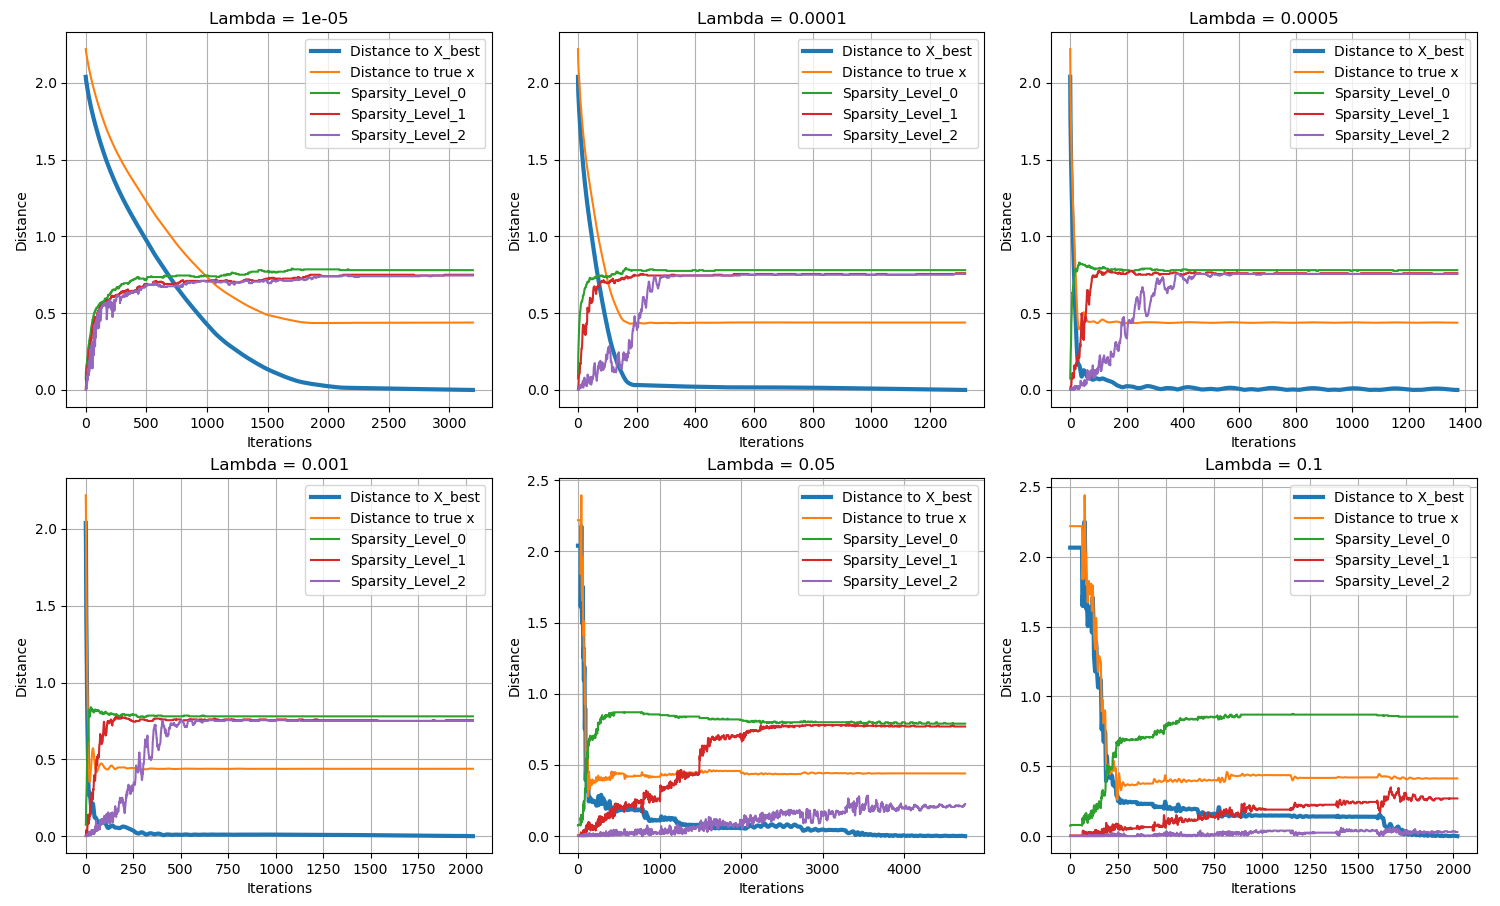 Lambda = 1e-05
Distance
2.0
1.5
1.0
0.5
0.0
Distance to X_best
Distance to true x
Sparsity_Level_0
Sparsity_Level_1
Sparsity_Level_2
0 500 1000 1500 2000 2500 3000
Iterations
Lambda = 0.0001
Distance
2.0
1.5
1.0
0.5
0.0
Distance to X_best
Distance to true x
Sparsity_Level_0
Sparsity_Level_1
Sparsity_Level_2
0 200 400 600 800 1000 1200
Iterations
Lambda = 0.0005
Distance
2.0
1.5
1.0
0.5
0.0
Distance to X_best
Distance to true x
Sparsity_Level_0
Sparsity_Level_1
Sparsity_Level_2
0 200 400 600 800 1000 1200 1400
Iterations
Lambda = 0.001
Distance
2.0
1.5
1.0
0.5
0.0
Distance to X_best
Distance to true x
Sparsity_Level_0
Sparsity_Level_1
Sparsity_Level_2
0 250 500 750 1000 1250 1500 1750 2000
Iterations
Lambda = 0.05
Distance
2.5
2.0
1.5
1.0
0.5
0.0
Distance to X_best
Distance to true x
Sparsity_Level_0
Sparsity_Level_1
Sparsity_Level_2
0 1000 2000 3000 4000
Iterations
Lambda = 0.1
Distance
2.5
2.0
1.5
1.0
0.5
0.0
Distance to X_best
Distance to true x
Sparsity_Level_0
Sparsity_Level_1
Sparsity_Level_2
0 250 500 750 1000 1250 1500 1750 2000
Iterations